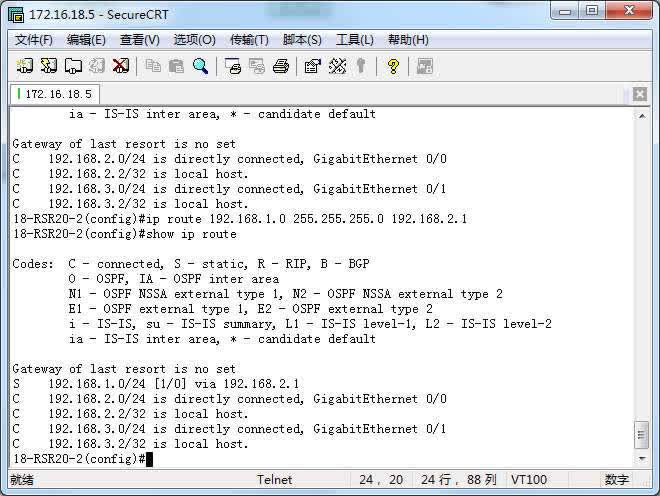 172.16.18.5 - SecureCRT
文件(F) 编辑(E) 查看(V) 选项(O) 传输(T) 脚本(S) 工具(L) 帮助(H)
172.16.18.5
ia - IS-IS inter area, * - candidate default
Gateway of last resort is no set
C 192.168.2.0/24 is directly connected, GigabitEthernet 0/0
C 192.168.2.2/32 is local host.
C 192.168.3.0/24 is directly connected, GigabitEthernet 0/1
C 192.168.3.2/32 is local host.
18-RSR20-2(config)#ip route 192.168.1.0 255.255.255.0 192.168.2.1
18-RSR20-2(config)#show ip route
Codes: C - connected, S - static, R - RIP, B - BGP
O - OSPF, IA - OSPF inter area
N1 - OSPF NSSA external type 1, N2 - OSPF NSSA external type 2
E1 - OSPF external type 1, E2 - OSPF external type 2
i - IS-IS, su - IS-IS summary, L1 - IS-IS level-1, L2 - IS-IS level-2
ia - IS-IS inter area, * - candidate default
Gateway of last resort is no set
S 192.168.1.0/24 [1/0] via 192.168.2.1
C 192.168.2.0/24 is directly connected, GigabitEthernet 0/0
C 192.168.2.2/32 is local host.
C 192.168.3.0/24 is directly connected, GigabitEthernet 0/1
C 192.168.3.2/32 is local host.
18-RSR20-2(config)#
就绪 Telnet 24, 20 24 行, 88 列 VT100 数字